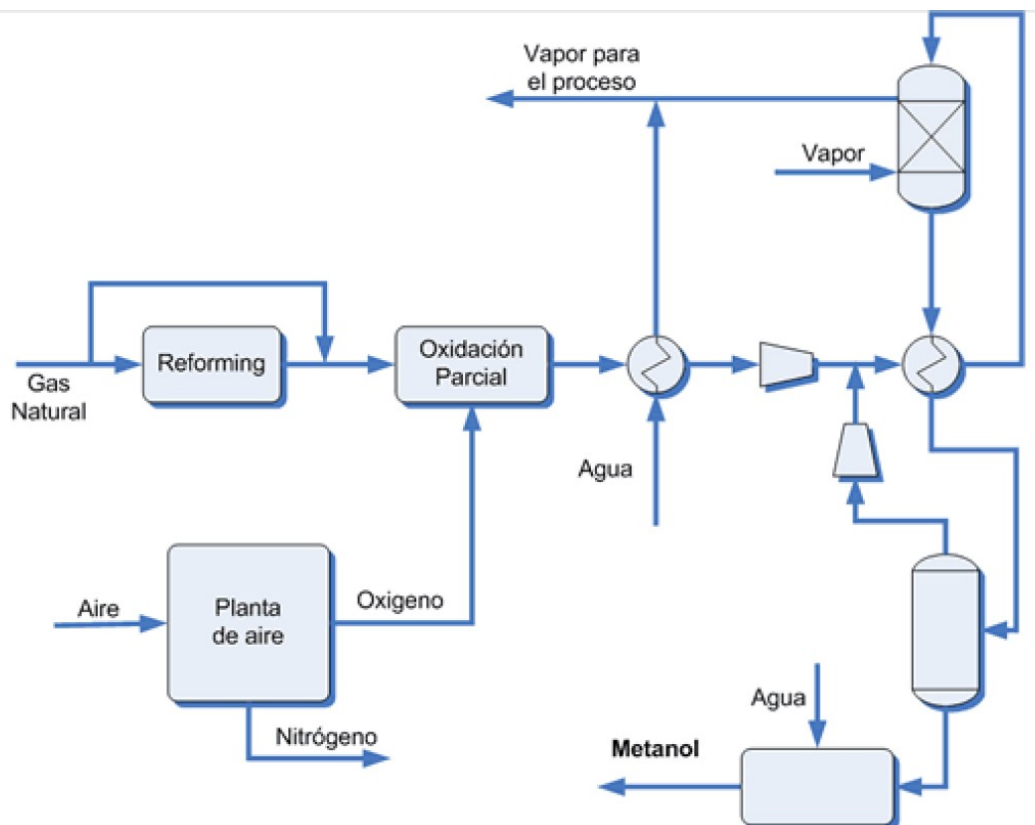 Vapor para
el proceso
Vapor
Reforming
Oxidación
Parcial
Gas
Natural
Agua
Aire
Planta
de aire
Oxigeno
Nitrógeno
Agua
Metanol